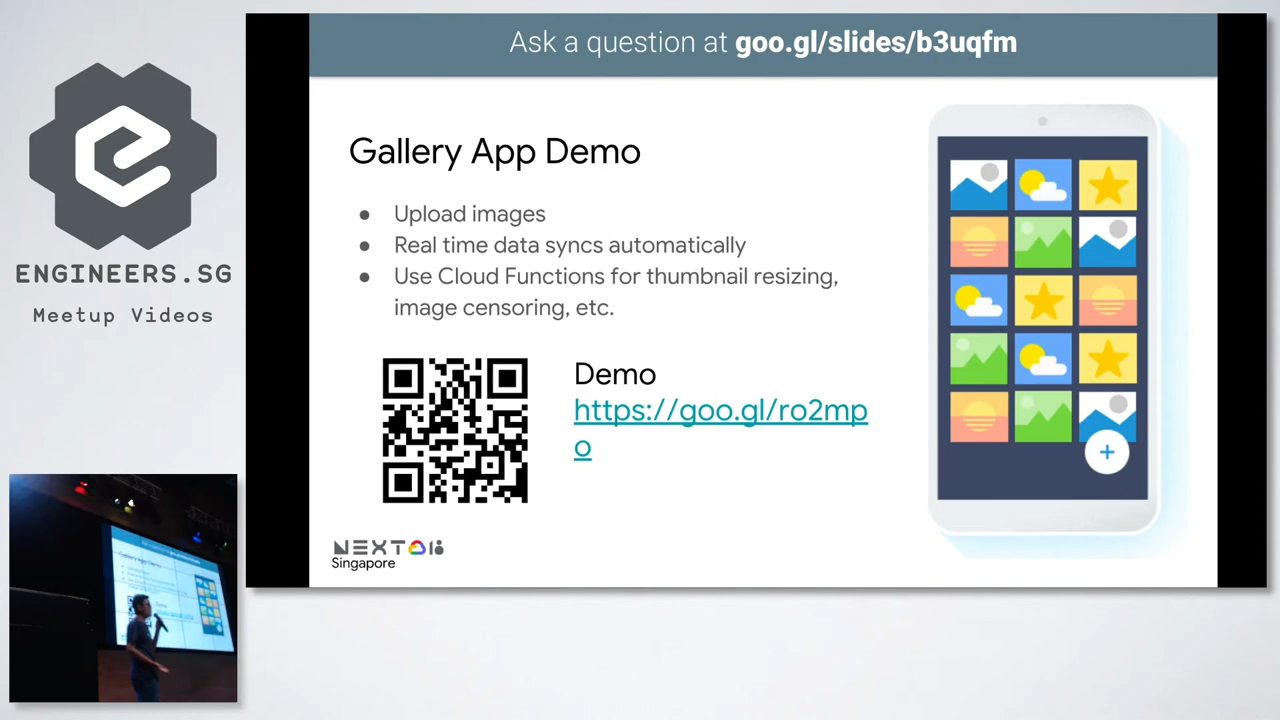 Ask a question at goo.gl/slides/b3uqfm
Gallery App Demo
● Upload images
● Real time data syncs automatically
● Use Cloud Functions for thumbnail resizing,
image censoring, etc.
Demo
https://goo.gl/ro2mp
o
NEXT 18
Singapore
ENGINEERS.SG
Meetup Videos